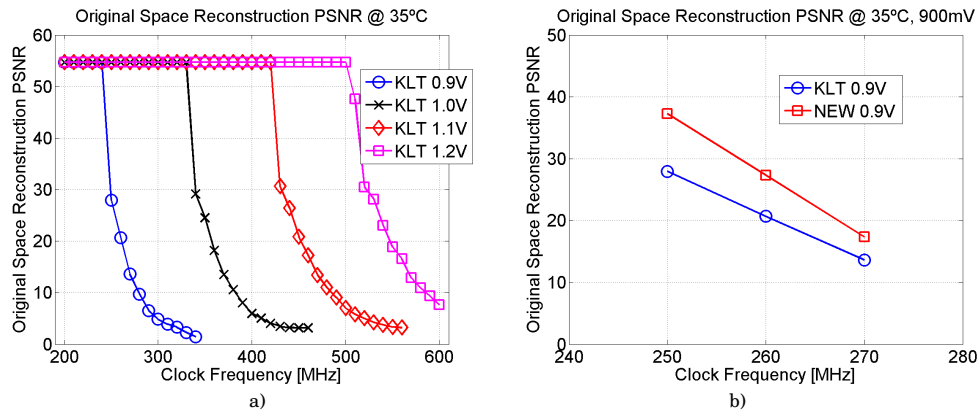 Original Space Reconstruction PSNR @ 35ºC
Original Space Reconstruction PSNR
60
50
40
30
20
10
0
200
300
400
500
600
Clock Frequency [MHz]
KLT 0.9V
KLT 1.0V
KLT 1.1V
KLT 1.2V
a)
Original Space Reconstruction PSNR @ 35ºC, 900mV
Original Space Reconstruction PSNR
50
40
30
20
10
0
240
250
260
270
280
Clock Frequency [MHz]
KLT 0.9V
NEW 0.9V
b)